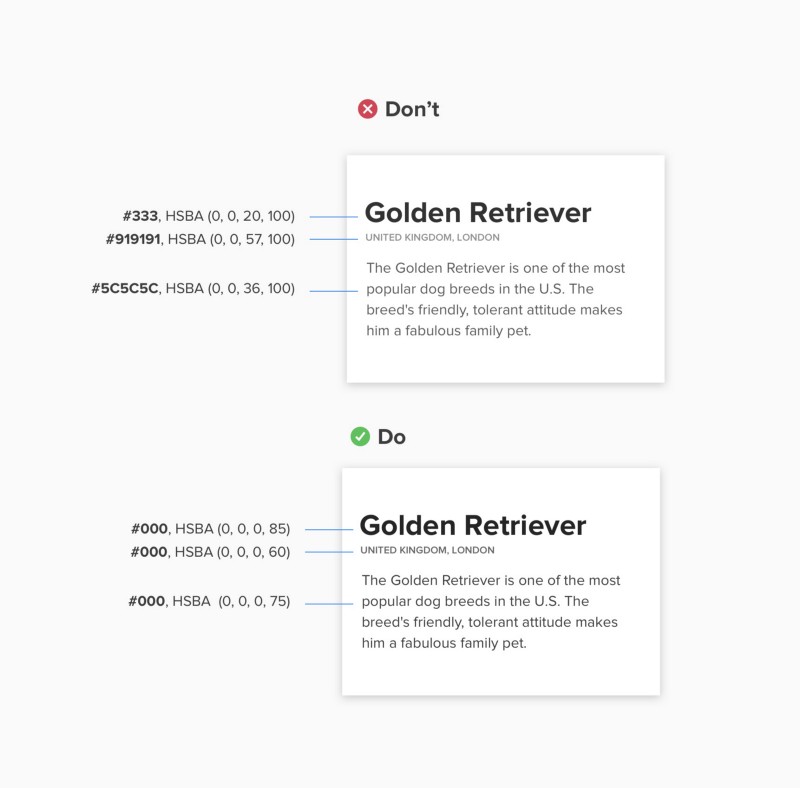 Don’t
#333, HSBA (0, 0, 20, 100)
#919191, HSBA (0, 0, 57, 100)
#5C5C5C, HSBA (0, 0, 36, 100)
Golden Retriever
UNITED KINGDOM, LONDON
The Golden Retriever is one of the most
popular dog breeds in the U.S. The
breed's friendly, tolerant attitude makes
him a fabulous family pet.
Do
#000, HSBA (0, 0, 0, 85)
#000, HSBA (0, 0, 0, 60)
#000, HSBA  (0, 0, 0, 75)
Golden Retriever
UNITED KINGDOM, LONDON
The Golden Retriever is one of the most
popular dog breeds in the U.S. The
breed's friendly, tolerant attitude makes
him a fabulous family pet.